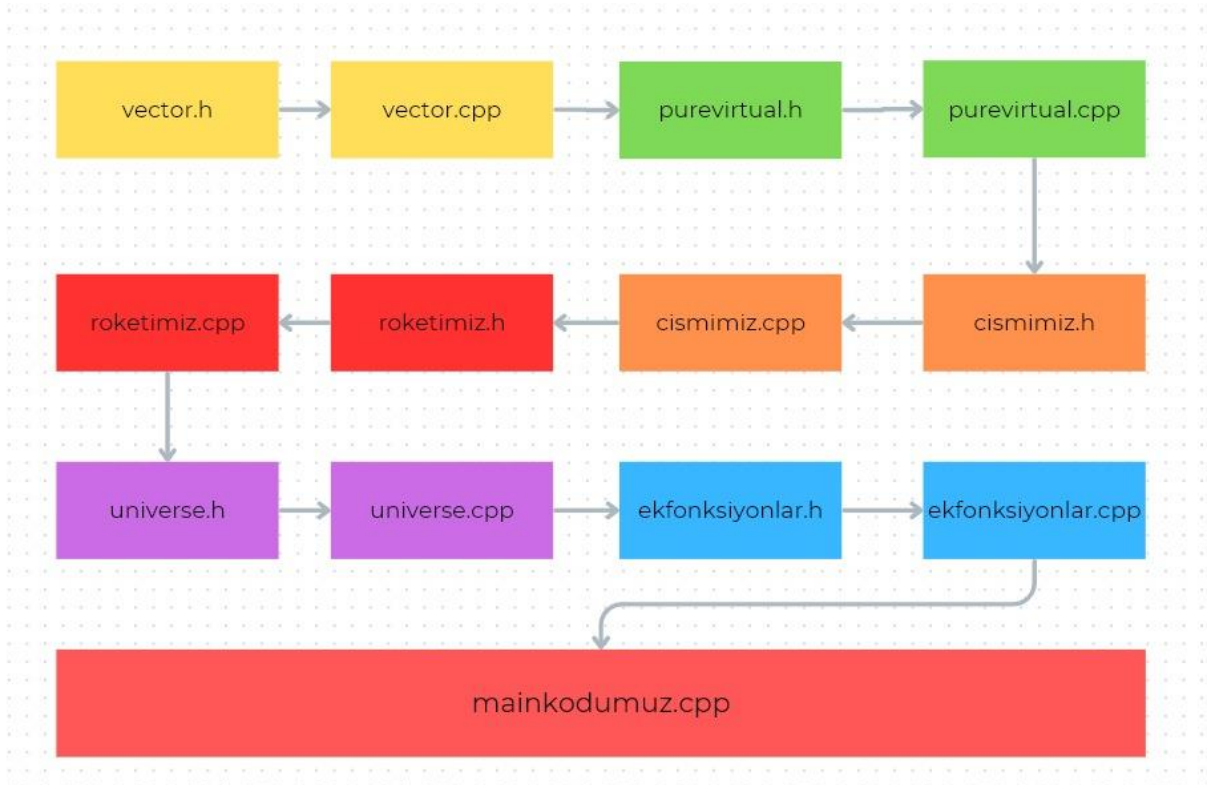 vector.h
vector.cpp
purevirtual.h
purevirtual.cpp
roketimiz.cpp
roketimiz.h
cismimiz.cpp
cismimiz.h
universe.h
universe.cpp
ekfonksiyonlar.h
ekfonksiyonlar.cpp
mainkodumuz.cpp